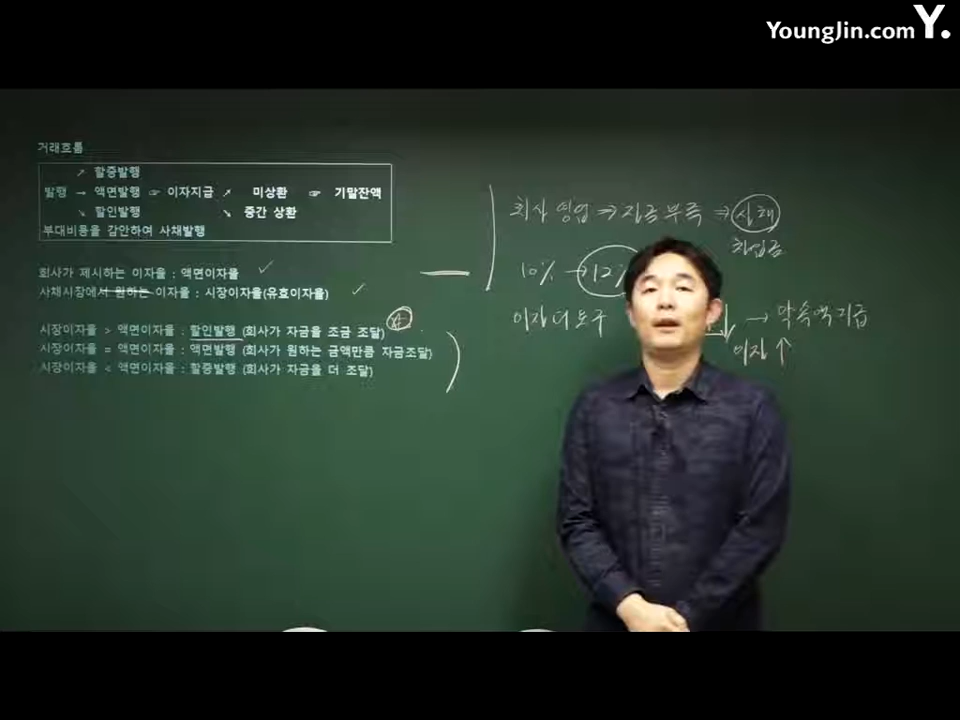 YoungJin.com Y.
거래흐름
↗ 할증발행
발행 → 액면발행 ☞ 이자지급 ↗ 미상환 ☞ 기말잔액
↘ 할인발행 ↘ 중간 상환
부대비용을 감안하여 사채발행
회사가 제시하는 이자율 : 액면이자율 ✓
사채시장에서 원하는 이자율 : 시장이자율(유효이자율) ✓
시장이자율 > 액면이자율 : 할인발행 (회사가 자금을 조금 조달)
시장이자율 = 액면이자율 : 액면발행 (회사가 원하는 금액만큼 자금조달)
시장이자율 < 액면이자율 : 할증발행 (회사가 자금을 더 조달)
회사 영업 ⇒ 자금 부족 ⇒ 사채
차입금
10% → 12%
이자 더 요구
↓ → 약속액 지급
이자 ↑